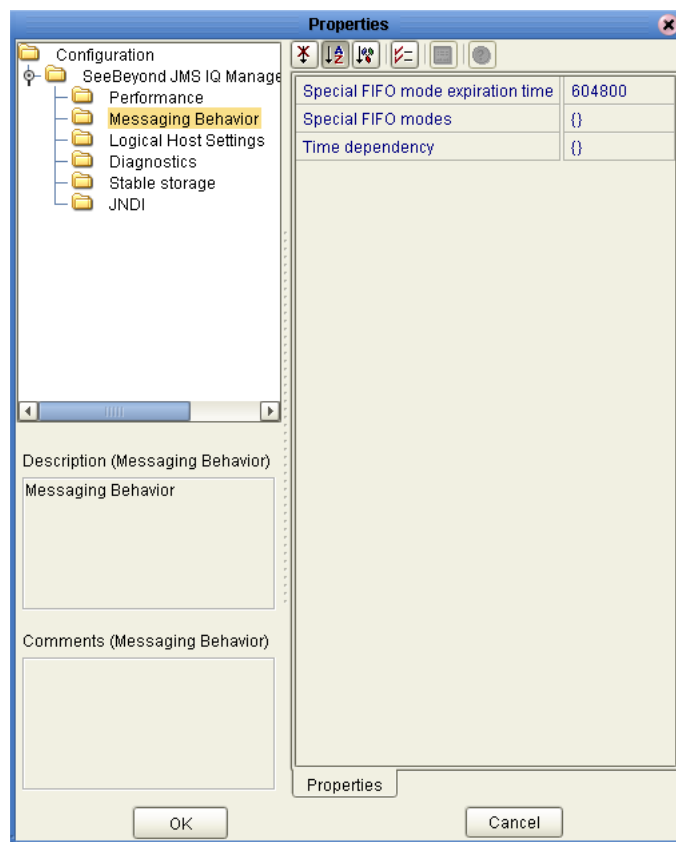 Properties
Configuration
SeeBeyond JMS IQ Manage
Performance
Messaging Behavior
Logical Host Settings
Diagnostics
Stable storage
JNDI
Description (Messaging Behavior)
Messaging Behavior
Comments (Messaging Behavior)
Special FIFO mode expiration time 604800
Special FIFO modes {}
Time dependency {}
Properties
OK
Cancel